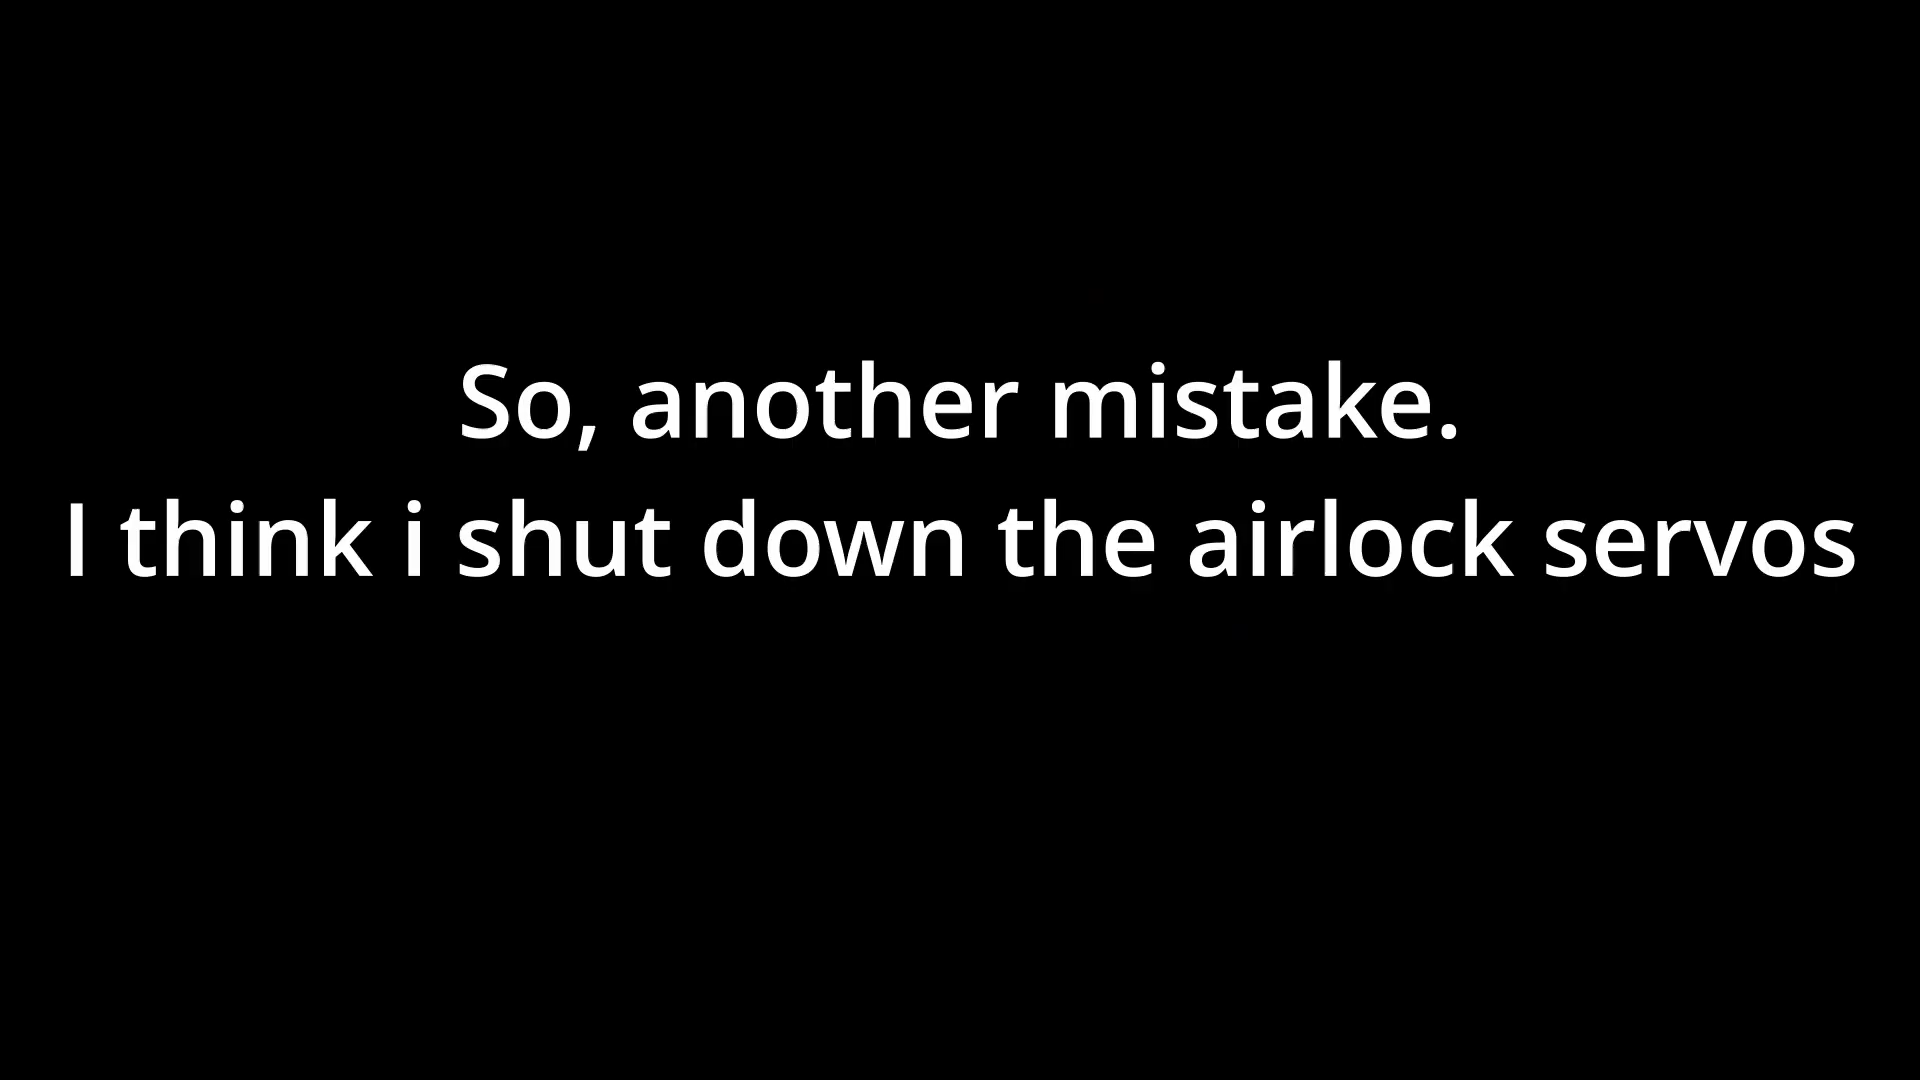 So, another mistake.
I think i shut down the airlock servos